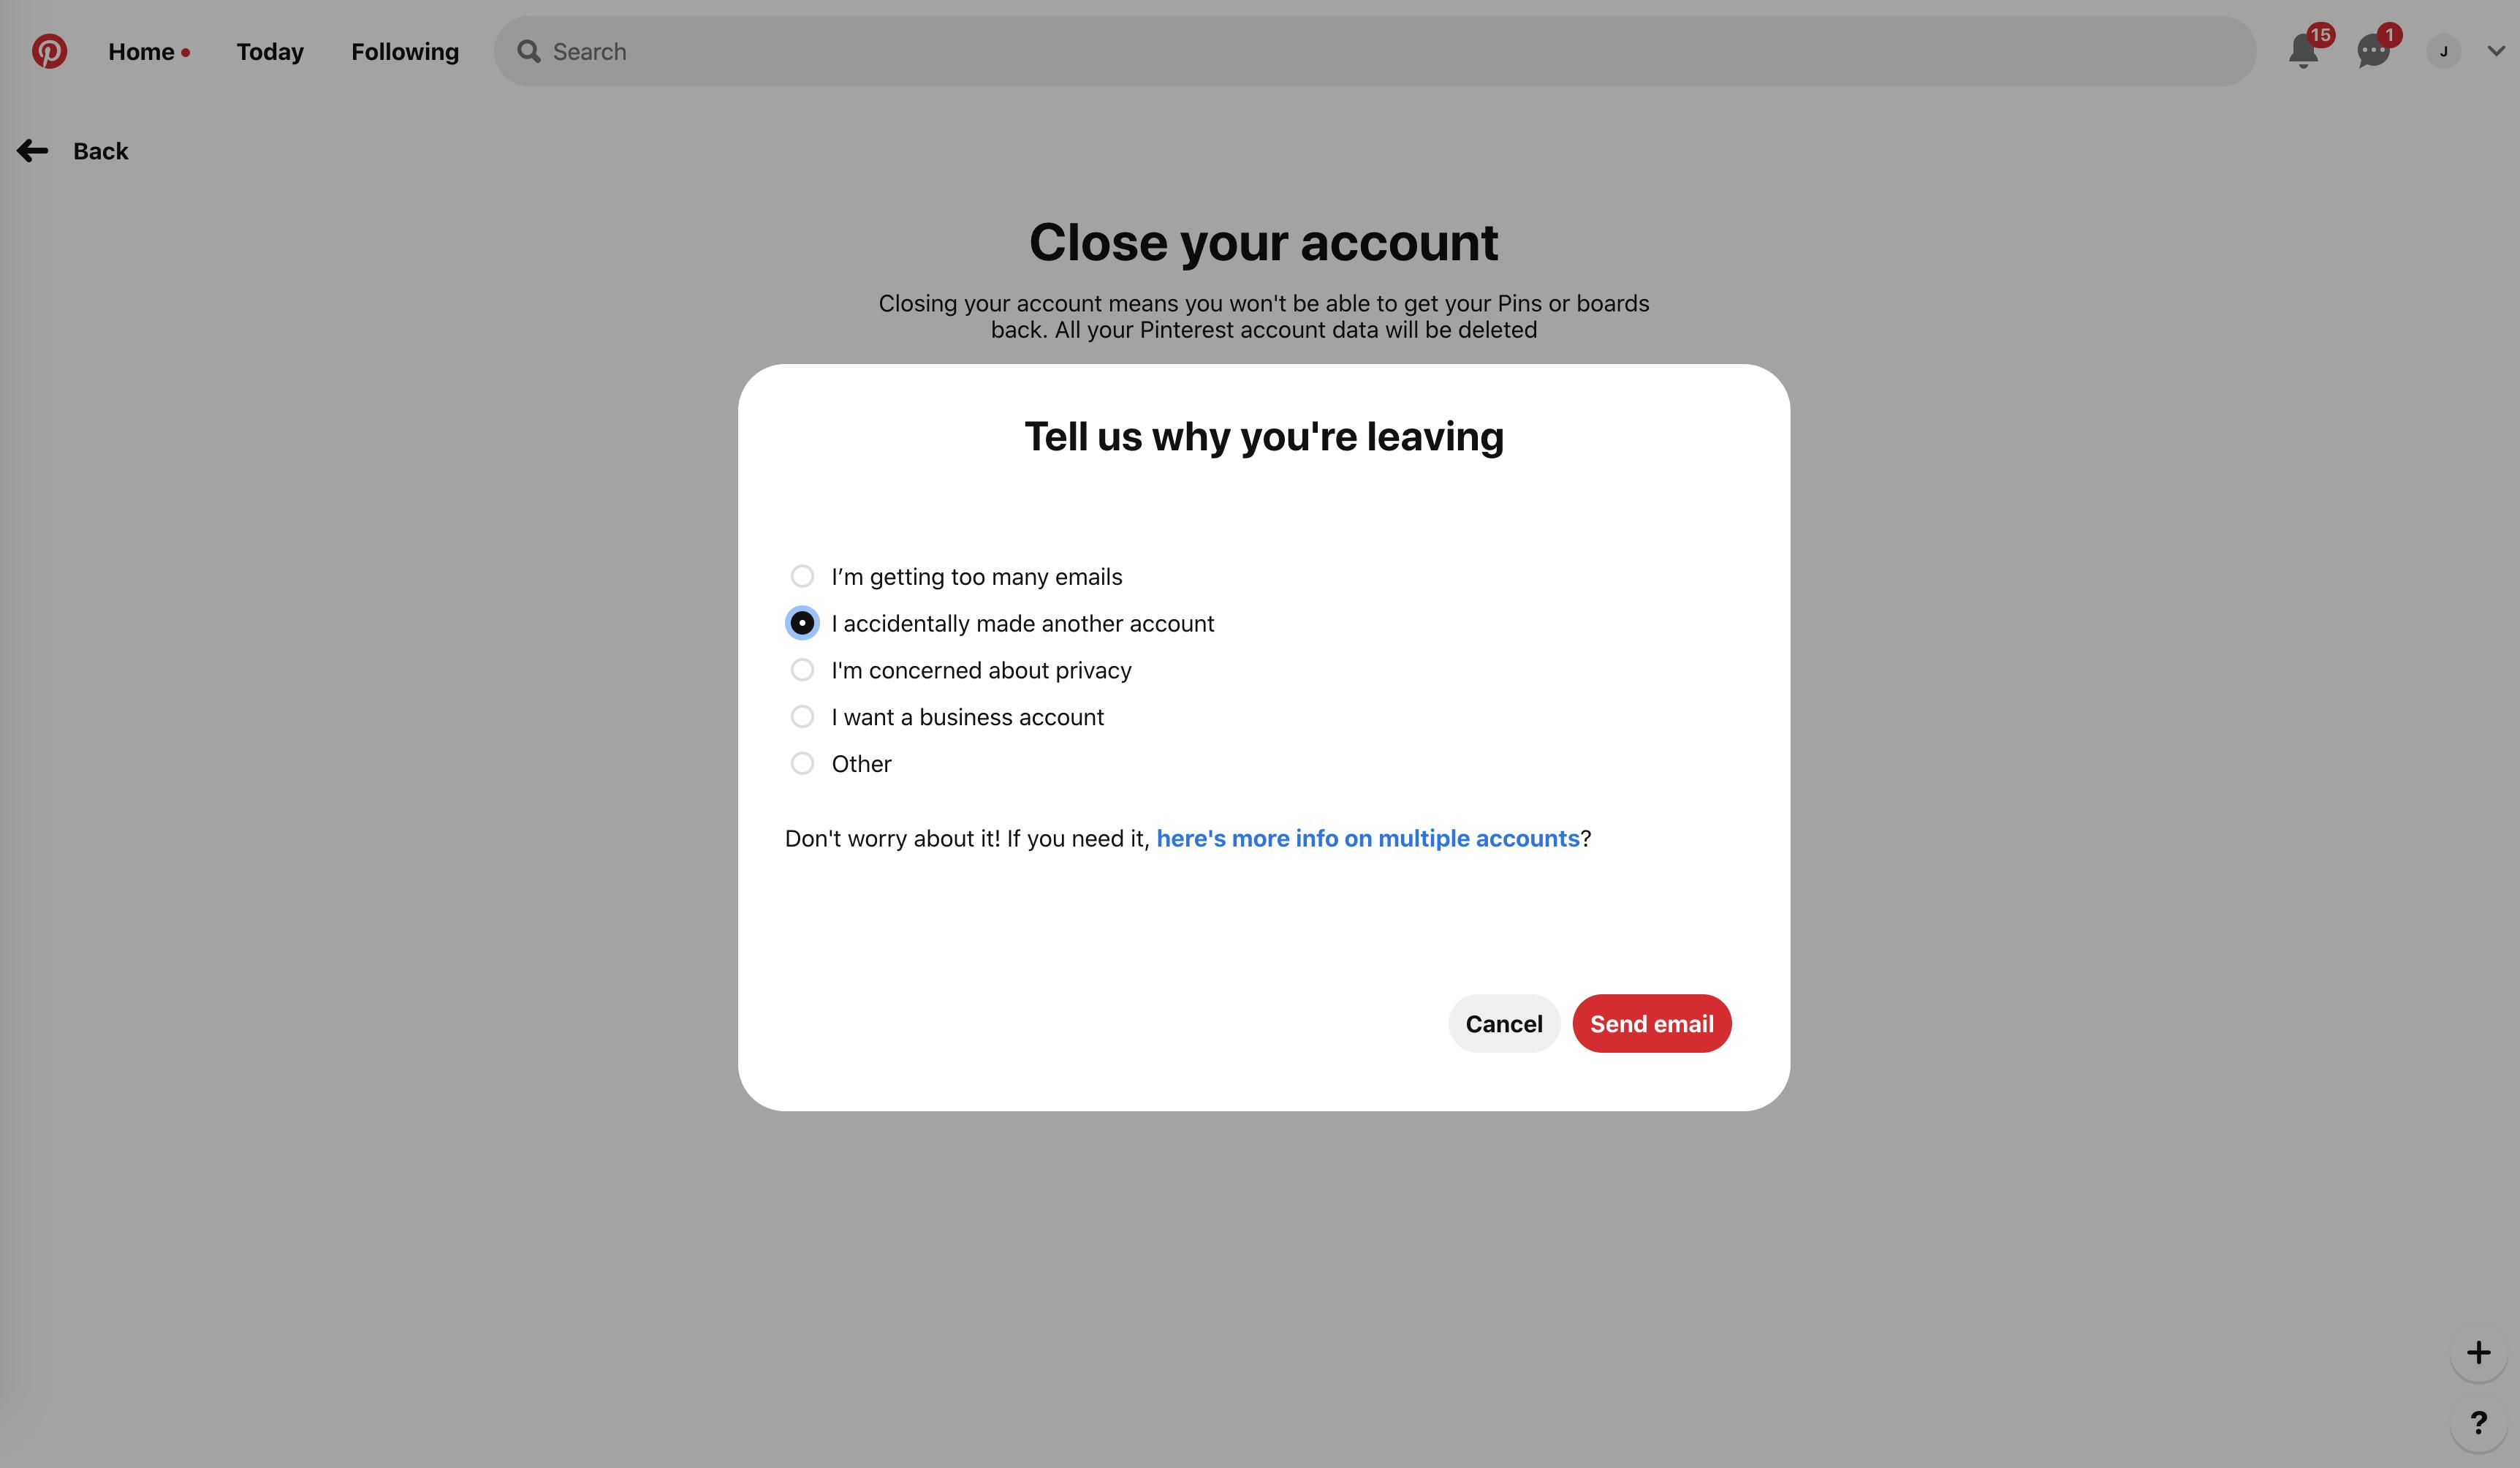 Home
Today
Following
Search
15
1
J
Back
Close your account
Closing your account means you won't be able to get your Pins or boards
back. All your Pinterest account data will be deleted
Tell us why you're leaving
I’m getting too many emails
I accidentally made another account
I'm concerned about privacy
I want a business account
Other
Don't worry about it! If you need it, here's more info on multiple accounts?
Cancel
Send email
+
?